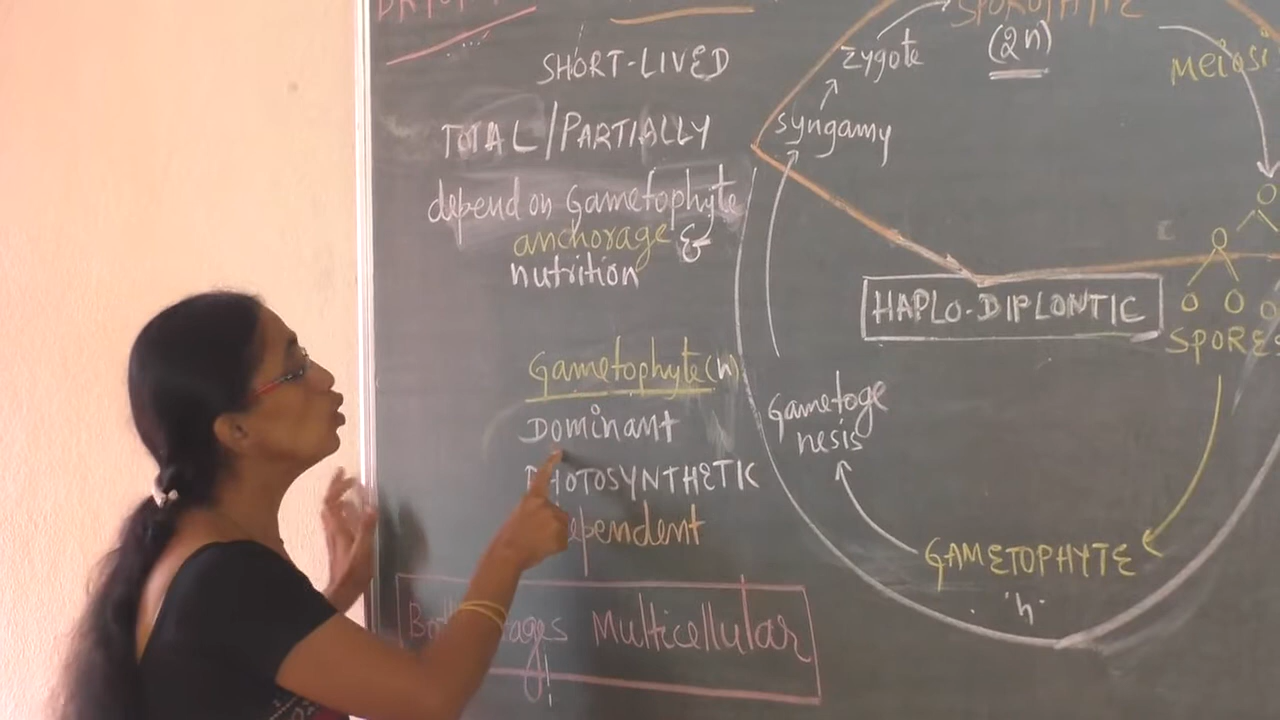 SHORT-LIVED
TOTAL/PARTIALLY
depend on Gametophyte
anchorage &
nutrition
Gametophyte(n)
Dominant
PHOTOSYNTHETIC
Multicellular
SPOROPHYTE
(2n)
zygote
syngamy
HAPLO-DIPLONTIC
SPORES
Gametoge
nesis
GAMETOPHYTE
'n'